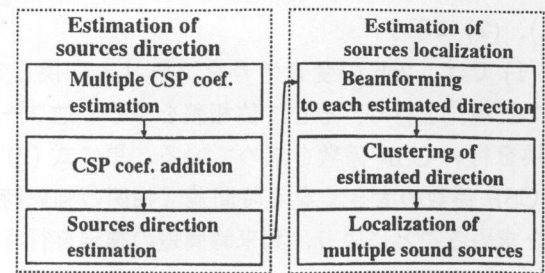 Estimation of
sources direction
Multiple CSP coef.
estimation
CSP coef. addition
Sources direction
estimation
Estimation of
sources localization
Beamforming
to each estimated direction
Clustering of
estimated direction
Localization of
multiple sound sources